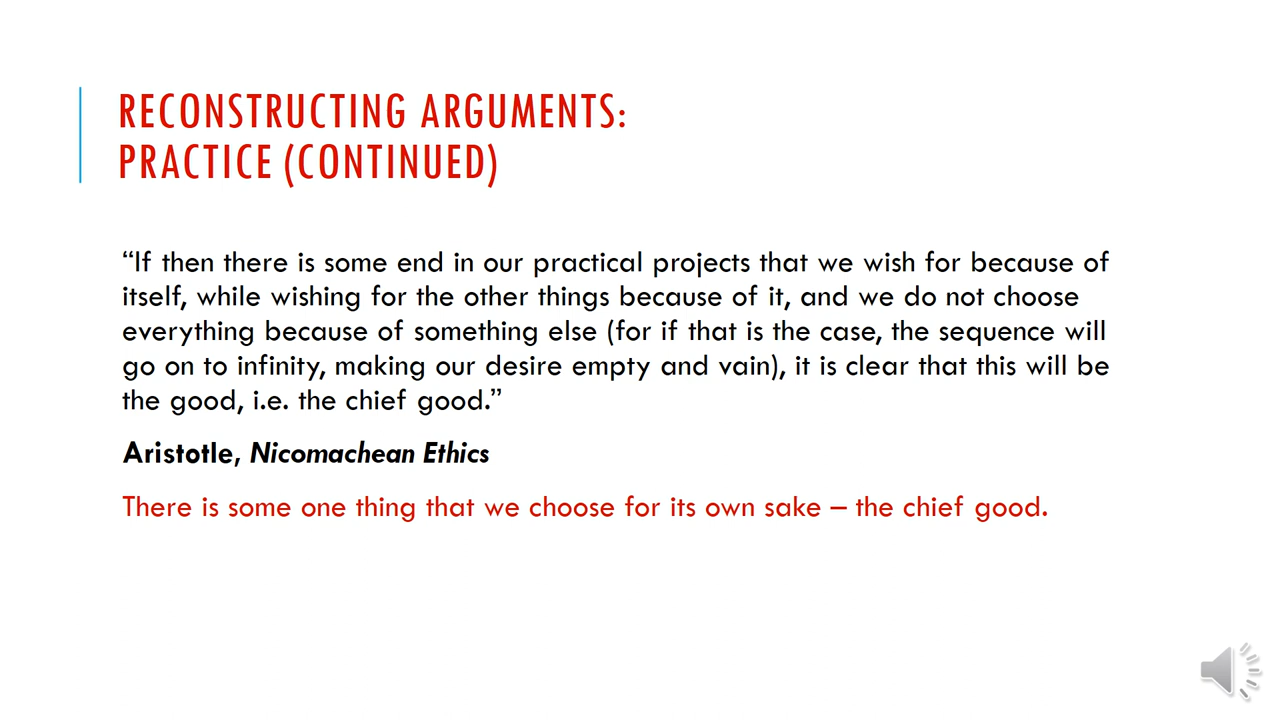 RECONSTRUCTING ARGUMENTS:
PRACTICE (CONTINUED)
“If then there is some end in our practical projects that we wish for because of
itself, while wishing for the other things because of it, and we do not choose
everything because of something else (for if that is the case, the sequence will
go on to infinity, making our desire empty and vain), it is clear that this will be
the good, i.e. the chief good.”
Aristotle, Nicomachean Ethics
There is some one thing that we choose for its own sake – the chief good.